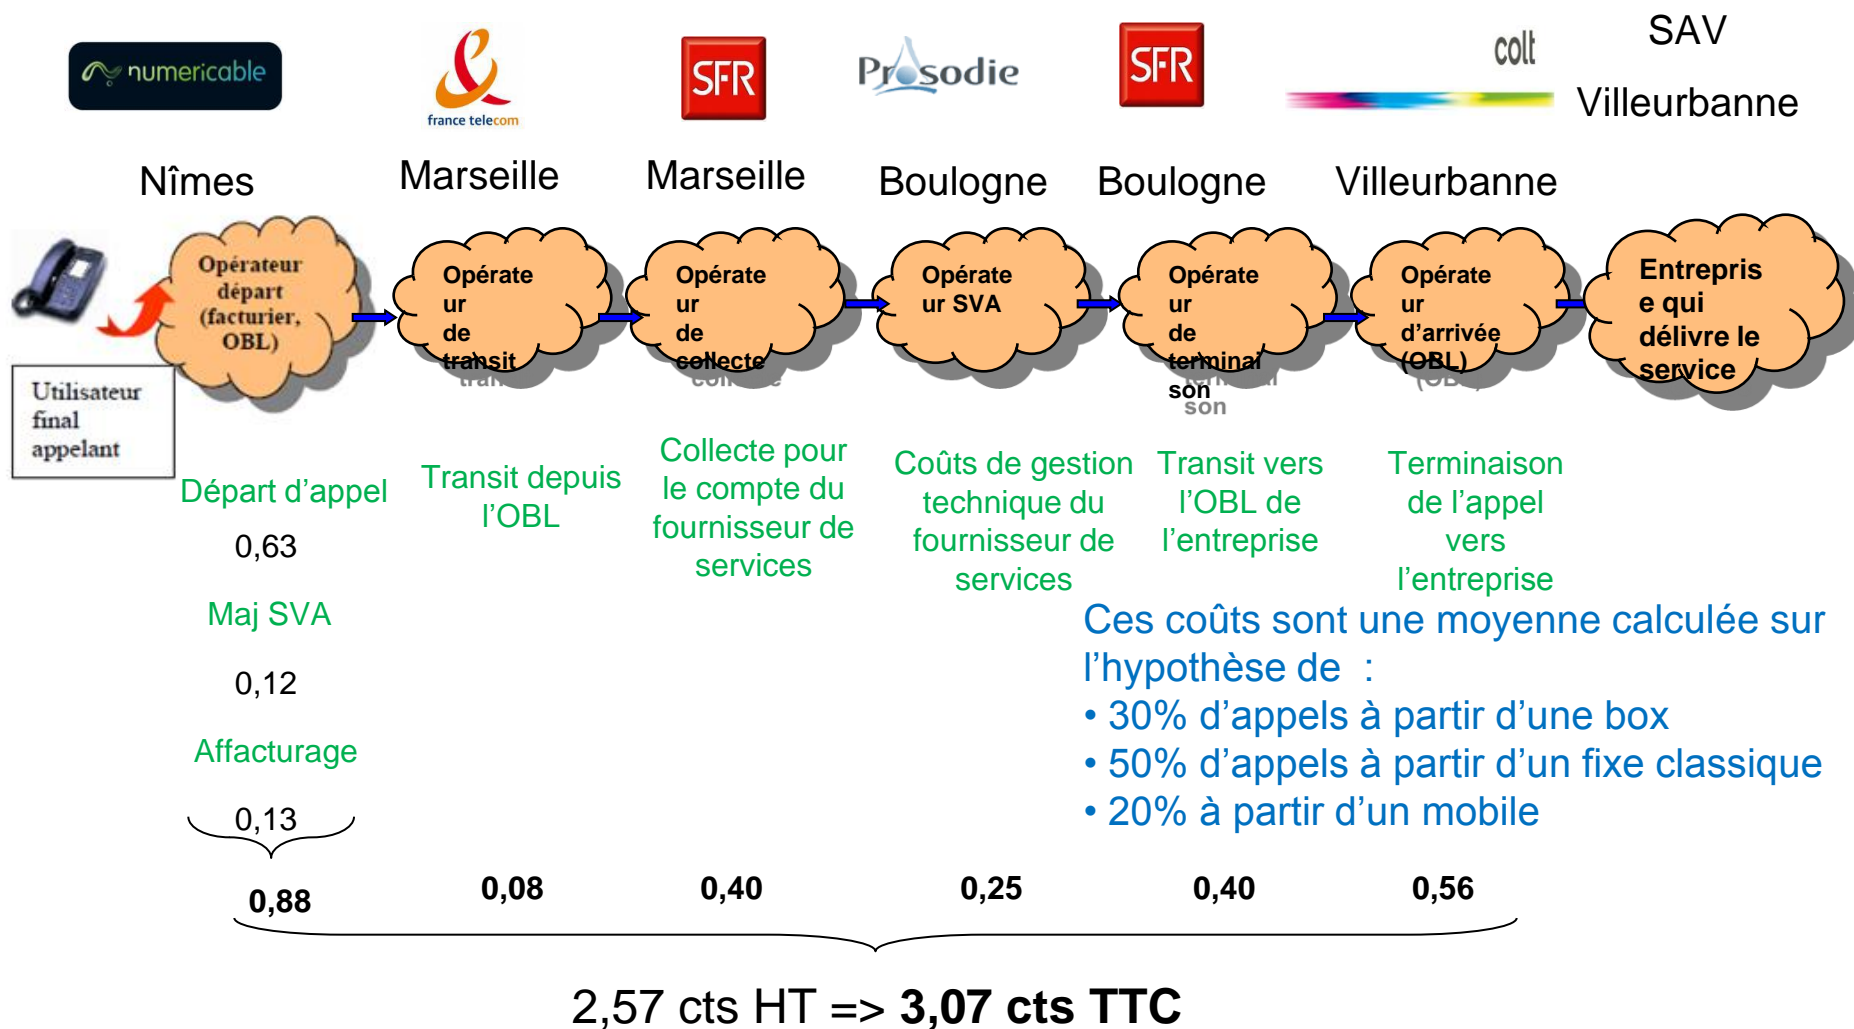 numericable
france telecom
SFR
Prosodie
SFR
colt
SAV
Villeurbanne
Nîmes
Marseille
Marseille
Boulogne
Boulogne
Villeurbanne
Opérateur
départ
(facturier,
OBL)
Opérate
ur
de
transit
Opérate
ur
de
collecte
Opérate
ur SVA
Opérate
ur
de
terminai
son
Opérate
ur
d’arrivée
(OBL)
Entrepris
e qui
délivre le
service
Utilisateur
final
appelant
Départ d’appel
0,63
Maj SVA
0,12
Affacturage
0,13
Transit depuis
l’OBL
Collecte pour
le compte du
fournisseur de
services
Coûts de gestion
technique du
fournisseur de
services
Transit vers
l’OBL de
l’entreprise
Terminaison
de l’appel
vers
l’entreprise
Ces coûts sont une moyenne calculée sur
l’hypothèse de :
• 30% d’appels à partir d’une box
• 50% d’appels à partir d’un fixe classique
• 20% à partir d’un mobile
0,88
0,08
0,40
0,25
0,40
0,56
2,57 cts HT => 3,07 cts TTC